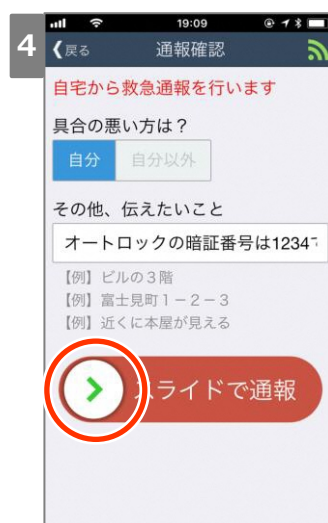 4
19:09
く戻る
通報確認
自宅から救急通報を行います
具合の悪い方は？
自分 自分以外
その他、伝えたいこと
オートロックの暗証番号は1234
【例】ビルの３階
【例】富士見町１－２－３
【例】近くに本屋が見える
スライドで通報